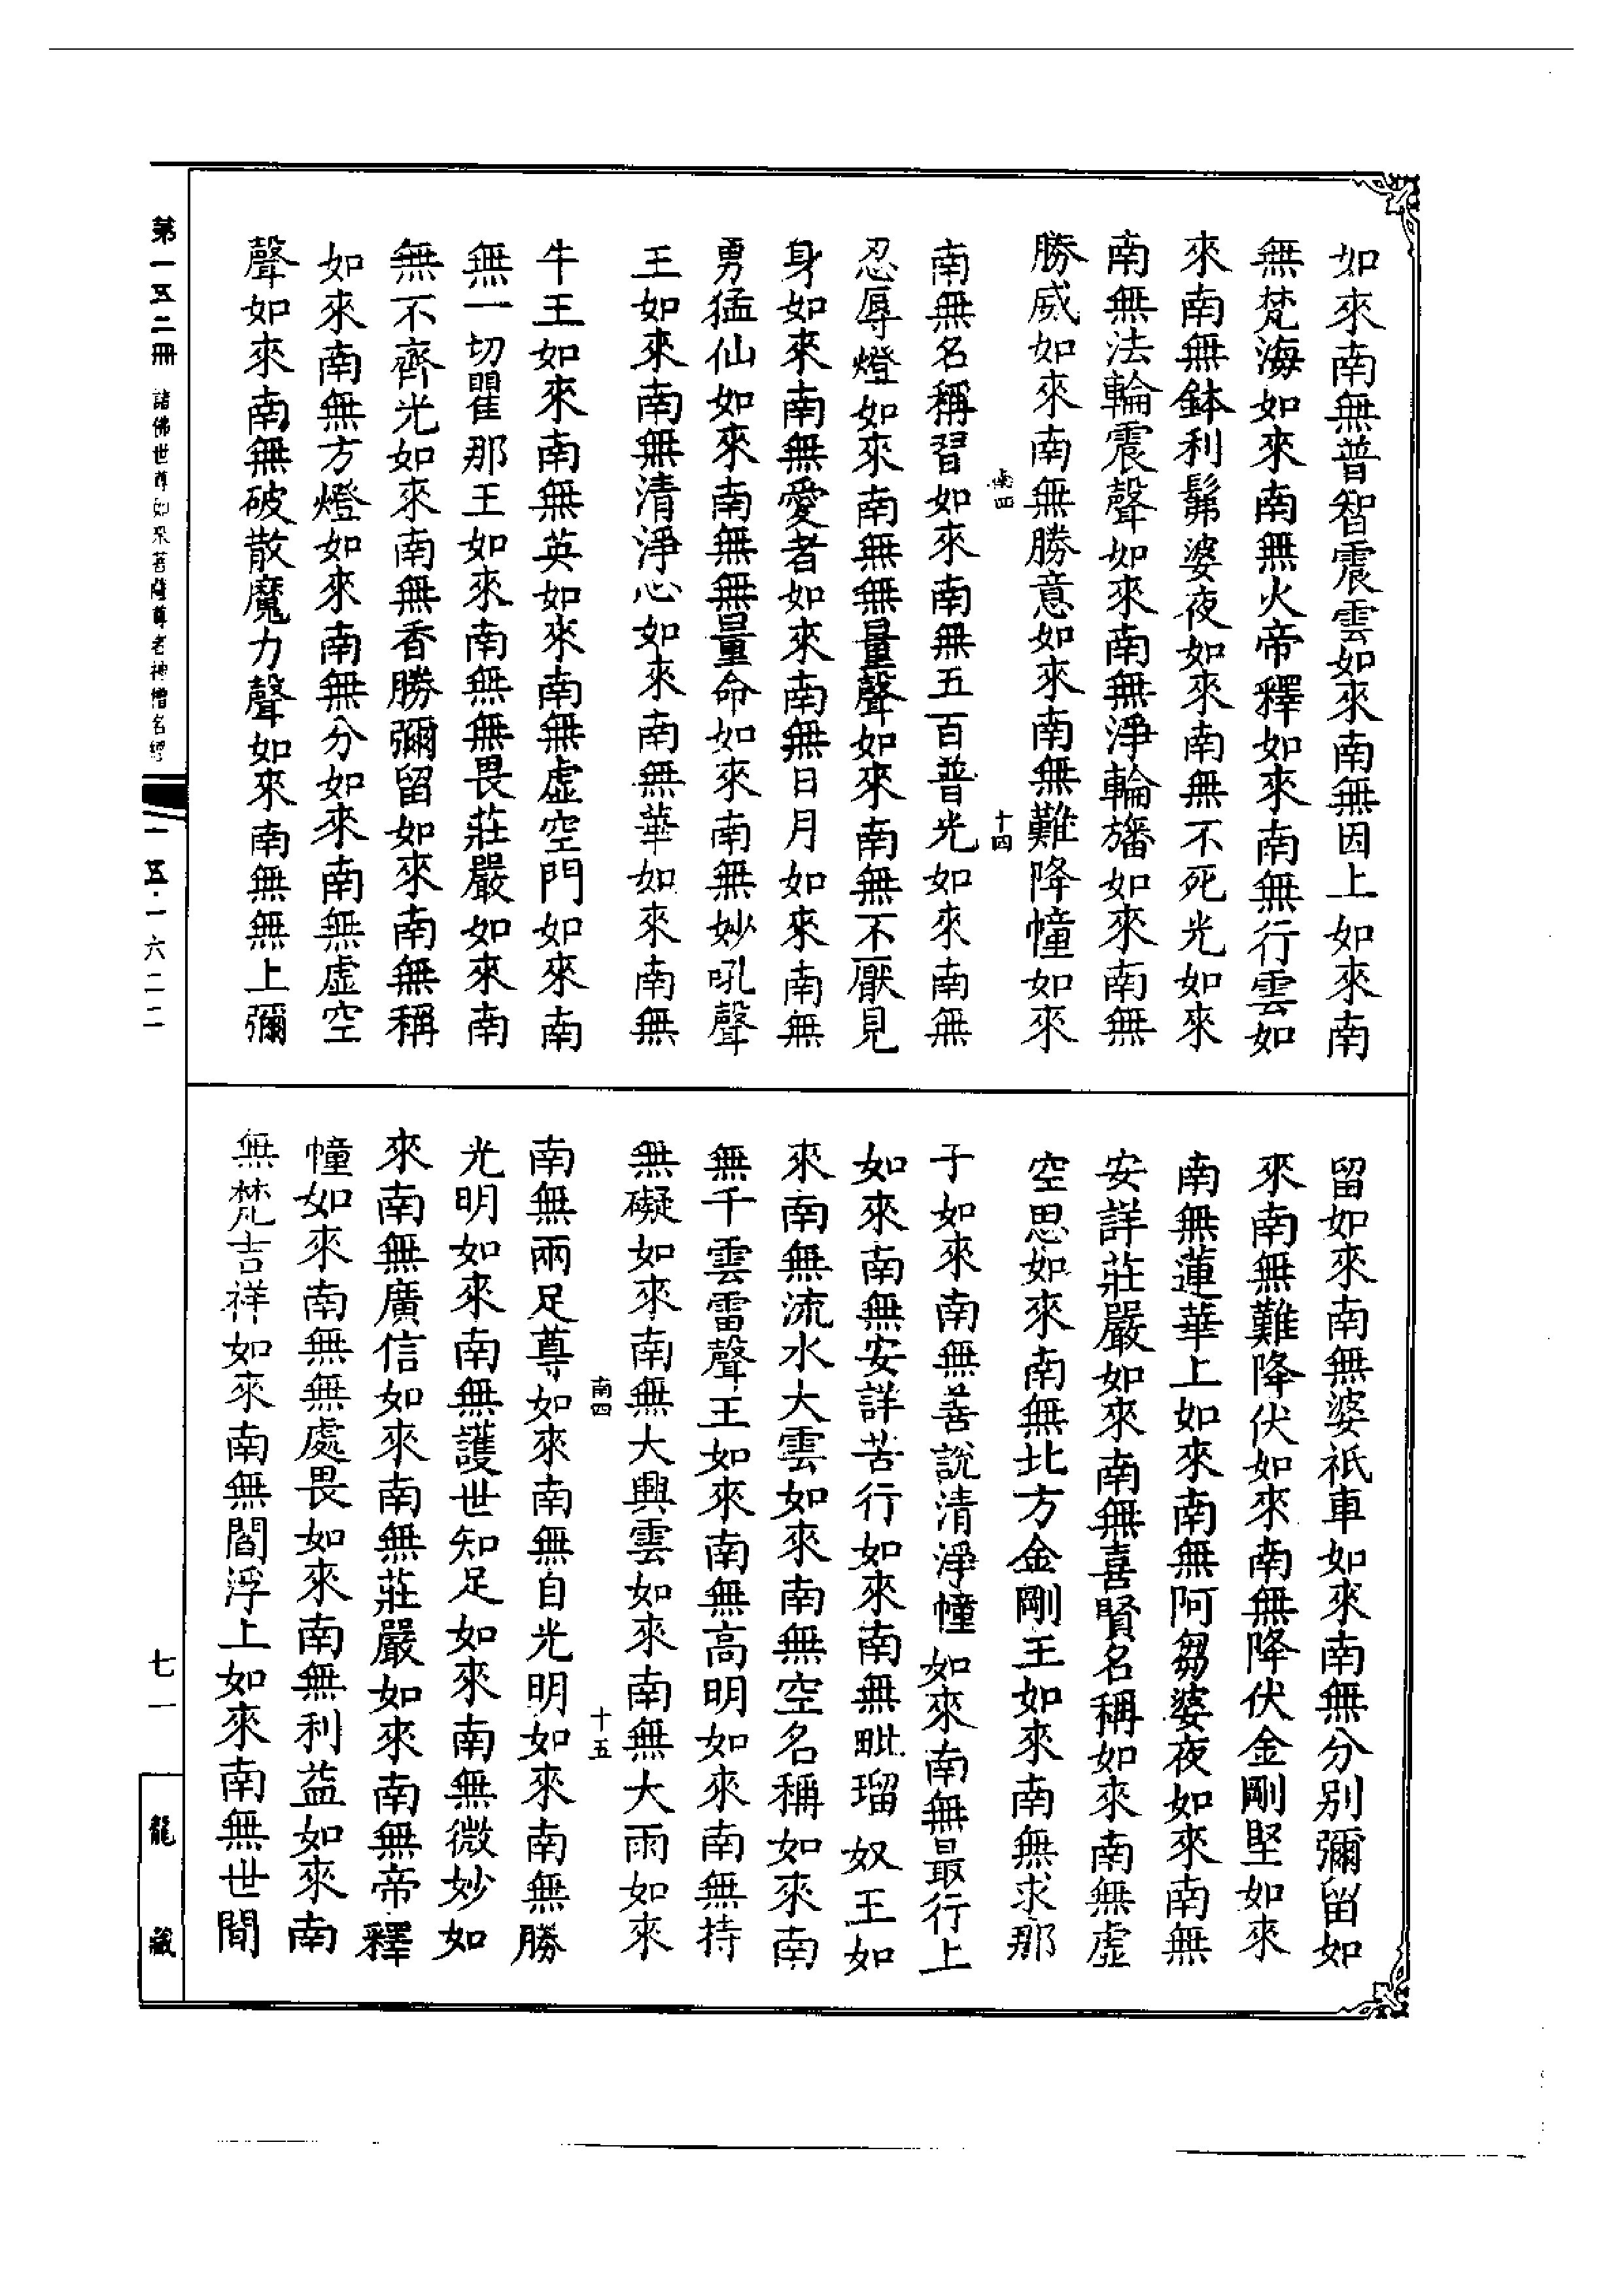 如來南無普智震雲如來南無因上如來南
無梵海如來南無火帝釋如來南無行雲如
來南無鉢利髴婆夜如來南無不死光如來
南無法輪震聲如來南無淨輪旛如來南無
勝威如來南無勝意如來南無難降幢如來
南四 十四
南無名稱習如來南無五百普光如來南無
忍辱燈如來南無無量聲如來南無不厭見
身如來南無愛者如來南無日月如來南無
勇猛仙如來南無無量命如來南無妙吼聲
王如來南無清淨心如來南無華如來南無
牛王如來南無英如來南無虛空門如來南
無一切瞿那王如來南無無畏莊嚴如來南
無不齊光如來南無香勝彌留如來南無稱
如來南無方燈如來南無分如來南無虛空
聲如來南無破散魔力聲如來南無無上彌
留如來南無婆祇車如來南無分別彌留如
來南無難降伏如來南無降伏金剛堅如來
南無蓮華上如來南無阿芻婆夜如來南無
安詳莊嚴如來南無喜賢名稱如來南無虛
空思如來南無北方金剛王如來南無求那
子如來南無善說清淨幢如來南無最行上
如來南無安詳苦行如來南無毗瑠奴王如
來南無流水大雲如來南無空名稱如來南
無千雲雷聲王如來南無高明如來南無持
無礙如來南無大興雲如來南無大雨如來
南四 十五
南無兩足尊如來南無自光明如來南無勝
光明如來南無護世知足如來南無微妙如
來南無廣信如來南無莊嚴如來南無帝釋
幢如來南無無處畏如來南無利益如來南
無梵吉祥如來南無閻浮上如來南無世間
第一五二冊 諸佛世尊如來菩薩尊者神僧名經 一五·一六二二
七一
龍藏